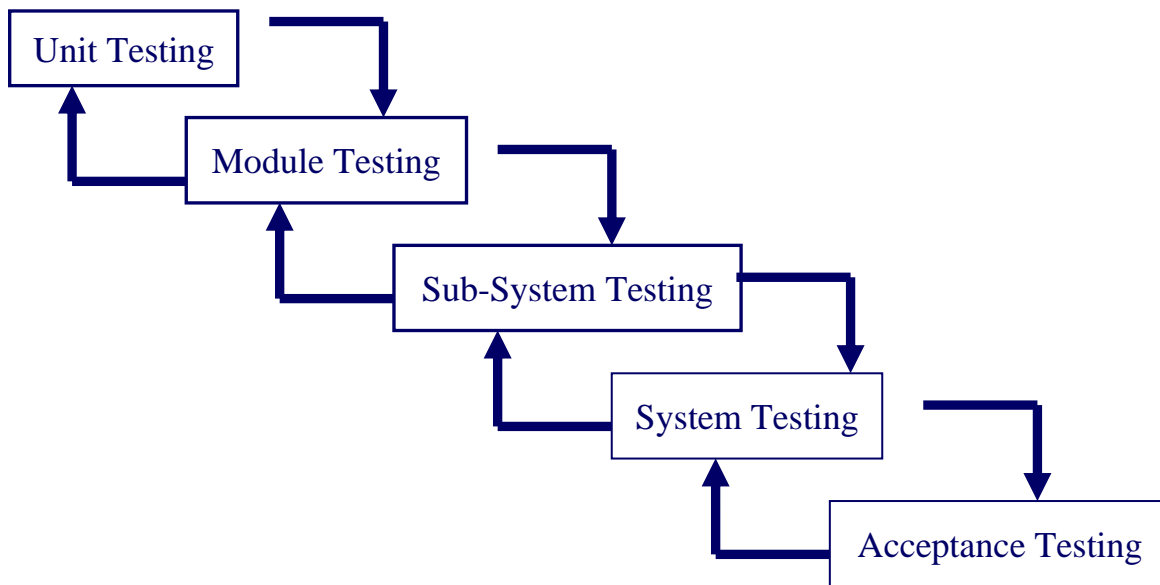 Unit Testing
Module Testing
Sub-System Testing
System Testing
Acceptance Testing